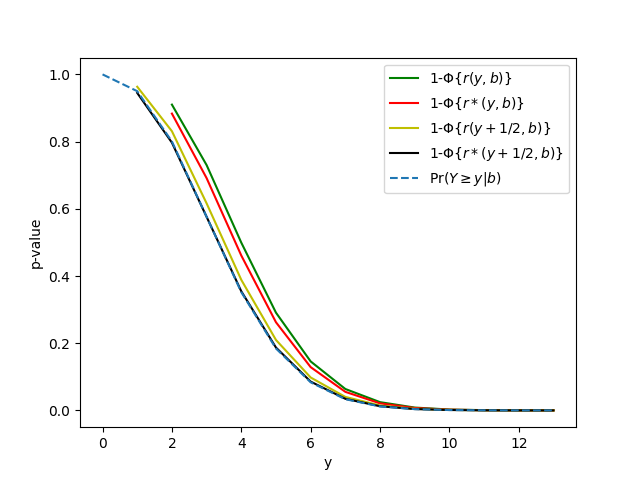 1-Φ{r(y, b)}
1-Φ{r*(y, b)}
1-Φ{r(y + 1/2, b)}
1-Φ{r*(y + 1/2, b)}
Pr(Y ≥ y|b)
1.0
0.8
0.6
0.4
0.2
0.0
p-value
0 2 4 6 8 10 12
y